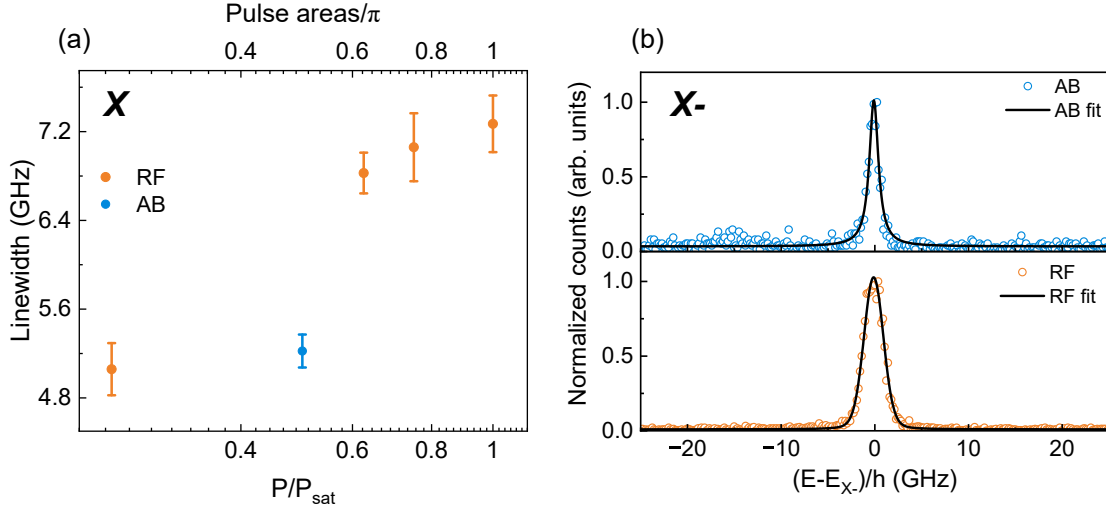 (a)
Pulse areas/π
0.4 0.6 0.8 1
X
RF
AB
Linewidth (GHz)
7.2
6.4
5.6
4.8
0.4 0.6 0.8 1
P/Psat
(b)
X-
AB
AB fit
1.0
0.5
0.0
RF
RF fit
1.0
0.5
0.0
Normalized counts (arb. units)
−20 −10 0 10 20
(E-EX-)/h (GHz)